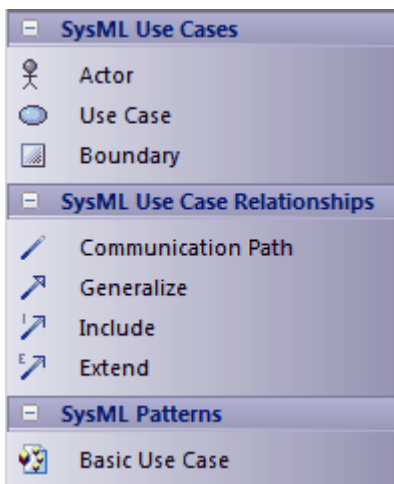 SysML Use Cases
Actor
Use Case
Boundary
SysML Use Case Relationships
Communication Path
Generalize
I Include
E Extend
SysML Patterns
Basic Use Case